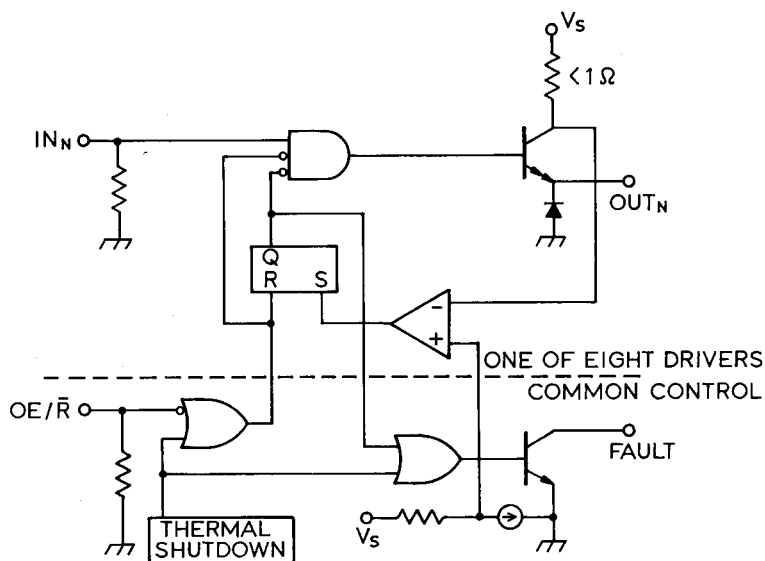 VS
<1Ω
INN
OUTN
Q
R S
-
+
ONE OF EIGHT DRIVERS
COMMON CONTROL
OE/R̅
FAULT
THERMAL
SHUTDOWN
VS